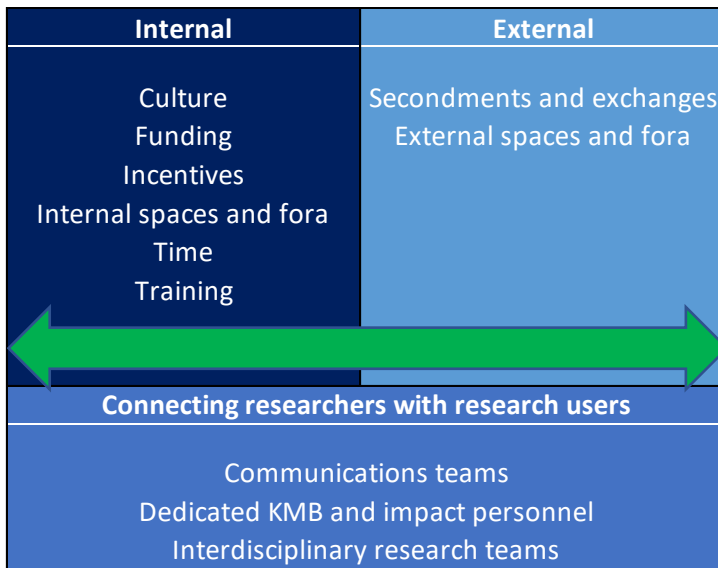 Internal
External
Culture
Funding
Incentives
Internal spaces and fora
Time
Training
Secondments and exchanges
External spaces and fora
Connecting researchers with research users
Communications teams
Dedicated KMB and impact personnel
Interdisciplinary research teams